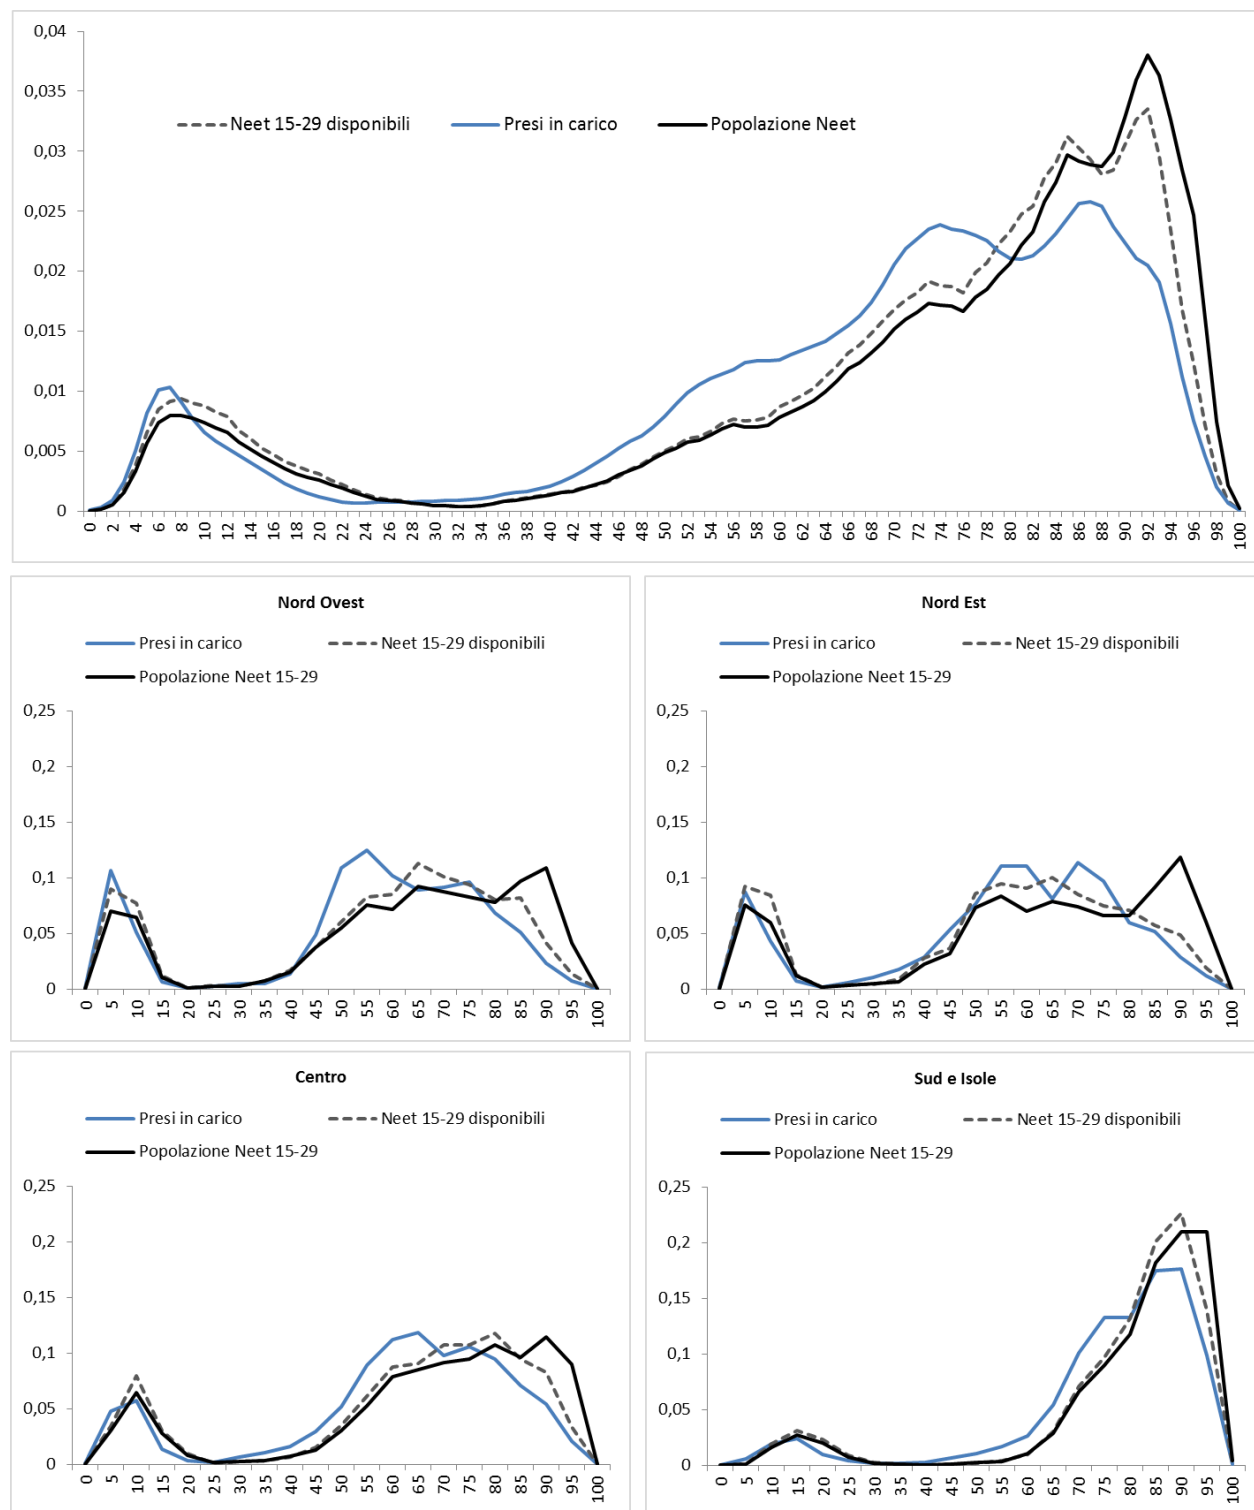 0,04
0,035
0,03
0,025
0,02
0,015
0,01
0,005
0
Neet 15-29 disponibili Presi in carico Popolazione Neet
0 2 4 6 8 10 12 14 16 18 20 22 24 26 28 30 32 34 36 38 40 42 44 46 48 50 52 54 56 58 60 62 64 66 68 70 72 74 76 78 80 82 84 86 88 90 92 94 96 98 100
Nord Ovest
Presi in carico Neet 15-29 disponibili
Popolazione Neet 15-29
0,25
0,2
0,15
0,1
0,05
0
0 5 10 15 20 25 30 35 40 45 50 55 60 65 70 75 80 85 90 95 100
Nord Est
Presi in carico Neet 15-29 disponibili
Popolazione Neet 15-29
0,25
0,2
0,15
0,1
0,05
0
0 5 10 15 20 25 30 35 40 45 50 55 60 65 70 75 80 85 90 95 100
Centro
Presi in carico Neet 15-29 disponibili
Popolazione Neet 15-29
0,25
0,2
0,15
0,1
0,05
0
0 5 10 15 20 25 30 35 40 45 50 55 60 65 70 75 80 85 90 95 100
Sud e Isole
Presi in carico Neet 15-29 disponibili
Popolazione Neet 15-29
0,25
0,2
0,15
0,1
0,05
0
0 5 10 15 20 25 30 35 40 45 50 55 60 65 70 75 80 85 90 95 100